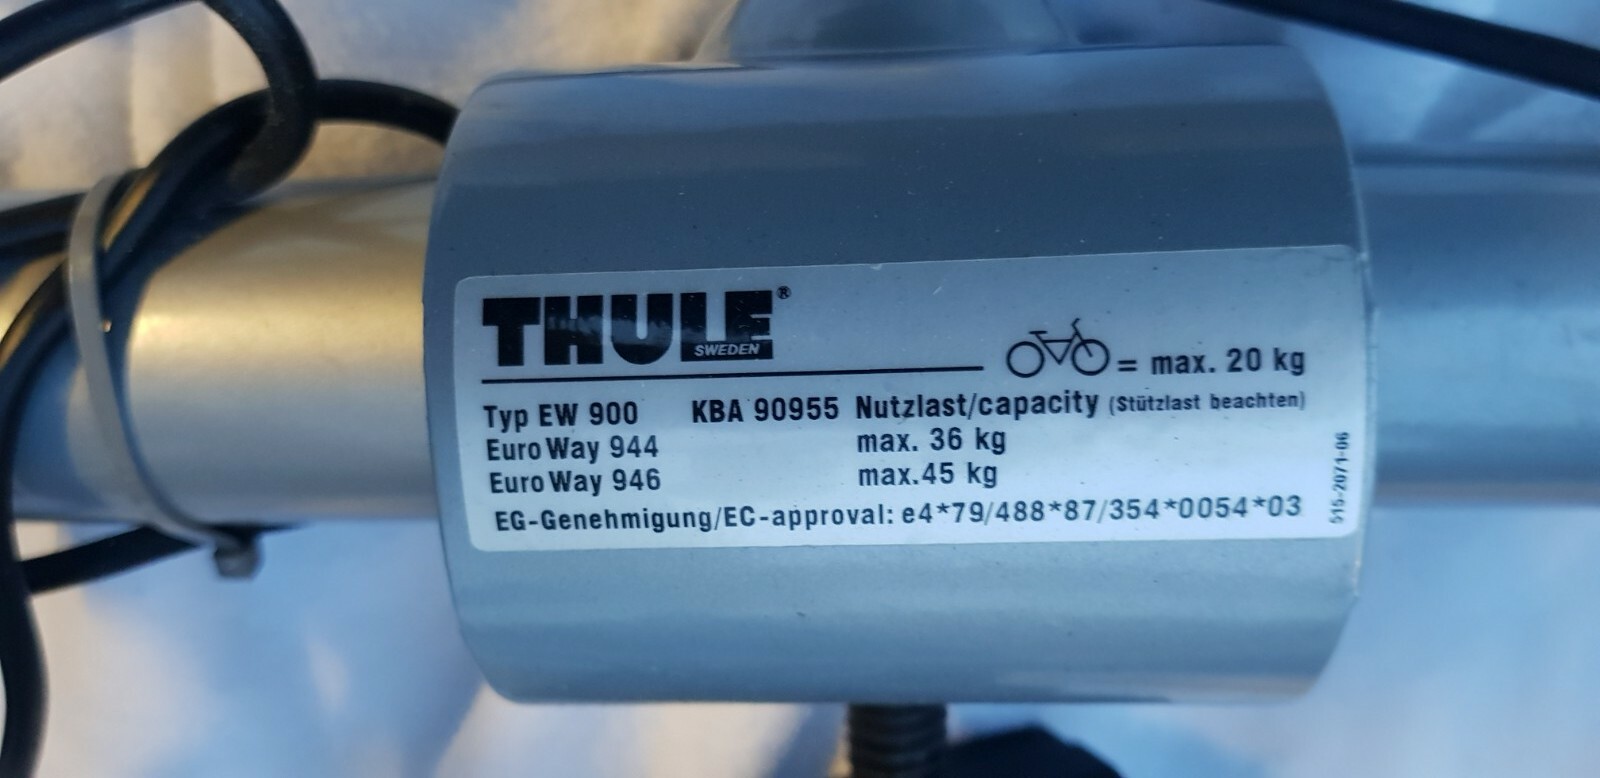 THULE®
SWEDEN
= max. 20 kg
Typ EW 900 KBA 90955 Nutzlast/capacity (Stützlast beachten)
Euro Way 944 max. 36 kg
Euro Way 946 max.45 kg
EG-Genehmigung/EC-approval: e4*79/488*87/354*0054*03
515-2071-06